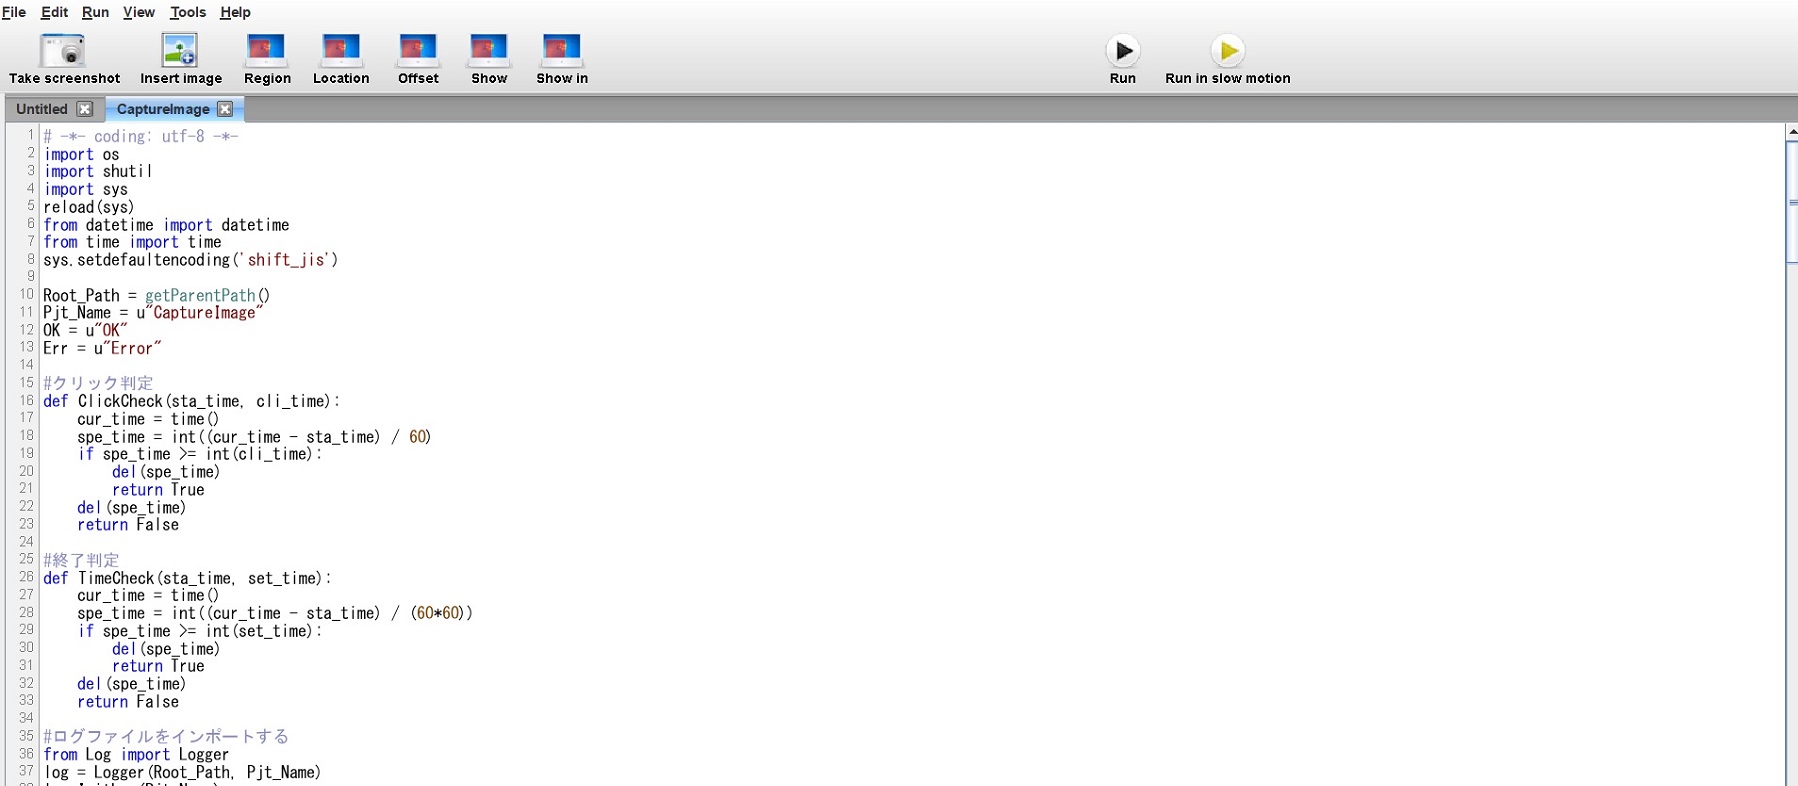 File Edit Run View Tools Help
Take screenshot Insert image Region Location Offset Show Show in Run Run in slow motion
Untitled CaptureImage
1 # -*- coding: utf-8 -*-
2 import os
3 import shutil
4 import sys
5 reload(sys)
6 from datetime import datetime
7 from time import time
8 sys.setdefaultencoding('shift_jis')
9
10 Root_Path = getParentPath()
11 Pjt_Name = u"CaptureImage"
12 OK = u"OK"
13 Err = u"Error"
14
15 #クリック判定
16 def ClickCheck(sta_time, cli_time):
17     cur_time = time()
18     spe_time = int((cur_time - sta_time) / 60)
19     if spe_time >= int(cli_time):
20         del(spe_time)
21         return True
22     del(spe_time)
23     return False
24
25 #終了判定
26 def TimeCheck(sta_time, set_time):
27     cur_time = time()
28     spe_time = int((cur_time - sta_time) / (60*60))
29     if spe_time >= int(set_time):
30         del(spe_time)
31         return True
32     del(spe_time)
33     return False
34
35 #ログファイルをインポートする
36 from Log import Logger
37 log = Logger(Root_Path, Pjt_Name)